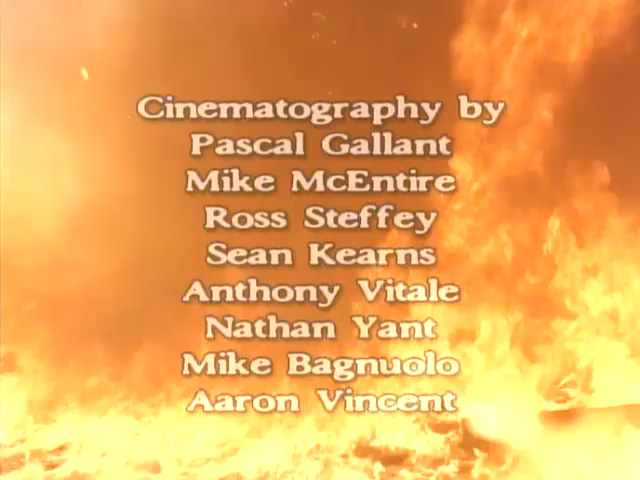 Cinematography by
Pascal Gallant
Mike McEntire
Ross Steffey
Sean Kearns
Anthony Vitale
Nathan Yant
Mike Bagnuolo
Aaron Vincent